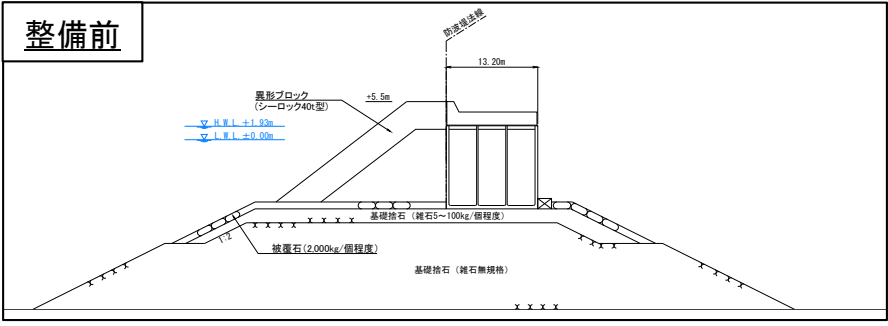 整備前
防波堤法線
13.20m
異形ブロック
(シーロック40t型)
+5.5m
H.W.L.+1.93m
L.W.L.±0.00m
基礎捨石(雑石5～100kg/個程度)
1:2
被覆石(2,000kg/個程度)
基礎捨石(雑石無規格)